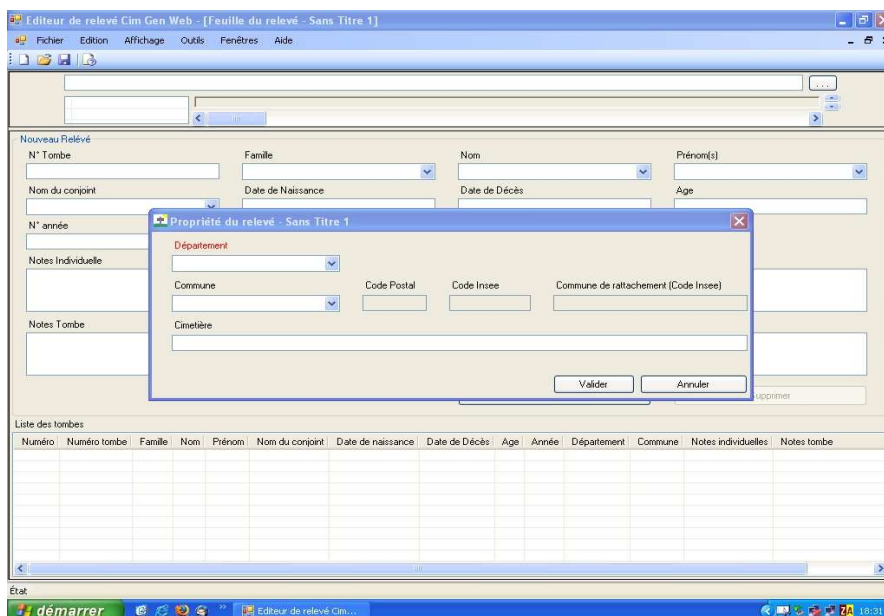 Editeur de relevé Cim Gen Web - [Feuille du relevé - Sans Titre 1]
Fichier Edition Affichage Outils Fenêtres Aide
...
Nouveau Rélévé
N° Tombe Famille Nom Prénom(s)
Nom du conjoint Date de Naissance Date de Décès Age
N° année
Propriété du relevé - Sans Titre 1
Département
Commune Code Postal Code Insee Commune de rattachement (Code Insee)
Cimetière
Valider Annuler
Notes Individuelle
Notes Tombe
Supprimer
Liste des tombes
Numéro Numéro tombe Famille Nom Prénom Nom du conjoint Date de naissance Date de Décès Age Année Département Commune Notes individuelles Notes tombe
État
démarrer Editeur de relevé Cim... ZA 18:31